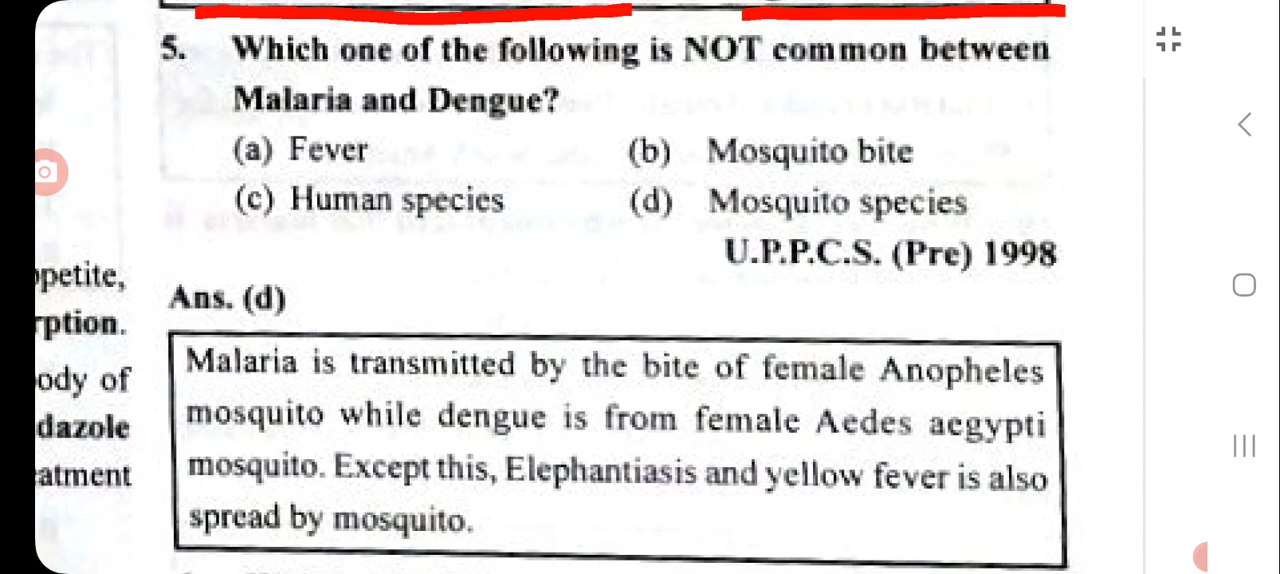 5. Which one of the following is NOT common between
Malaria and Dengue?
(a) Fever (b) Mosquito bite
(c) Human species (d) Mosquito species
U.P.P.C.S. (Pre) 1998
Ans. (d)
Malaria is transmitted by the bite of female Anopheles
mosquito while dengue is from female Aedes aegypti
mosquito. Except this, Elephantiasis and yellow fever is also
spread by mosquito.
ppetite,
rption.
ody of
dazole
eatment